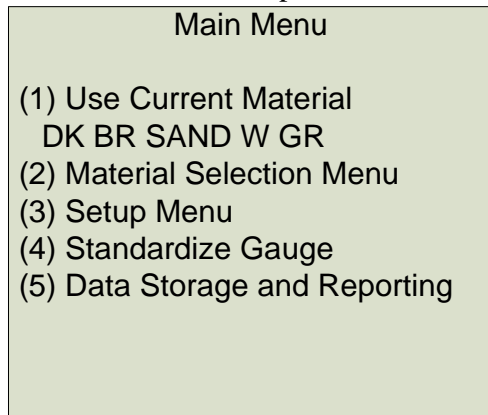 Main Menu
(1) Use Current Material
DK BR SAND W GR
(2) Material Selection Menu
(3) Setup Menu
(4) Standardize Gauge
(5) Data Storage and Reporting